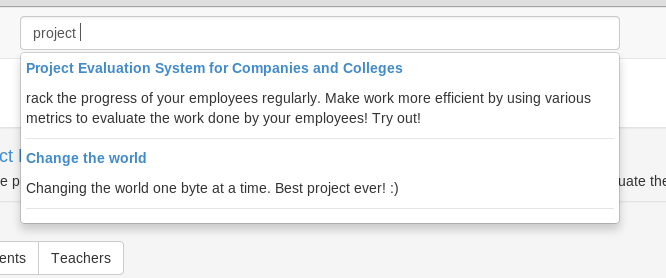 project
Project Evaluation System for Companies and Colleges
rack the progress of your employees regularly. Make work more efficient by using various
metrics to evaluate the work done by your employees! Try out!
Change the world
Changing the world one byte at a time. Best project ever! :)
ct
e p
uate the
ents Teachers